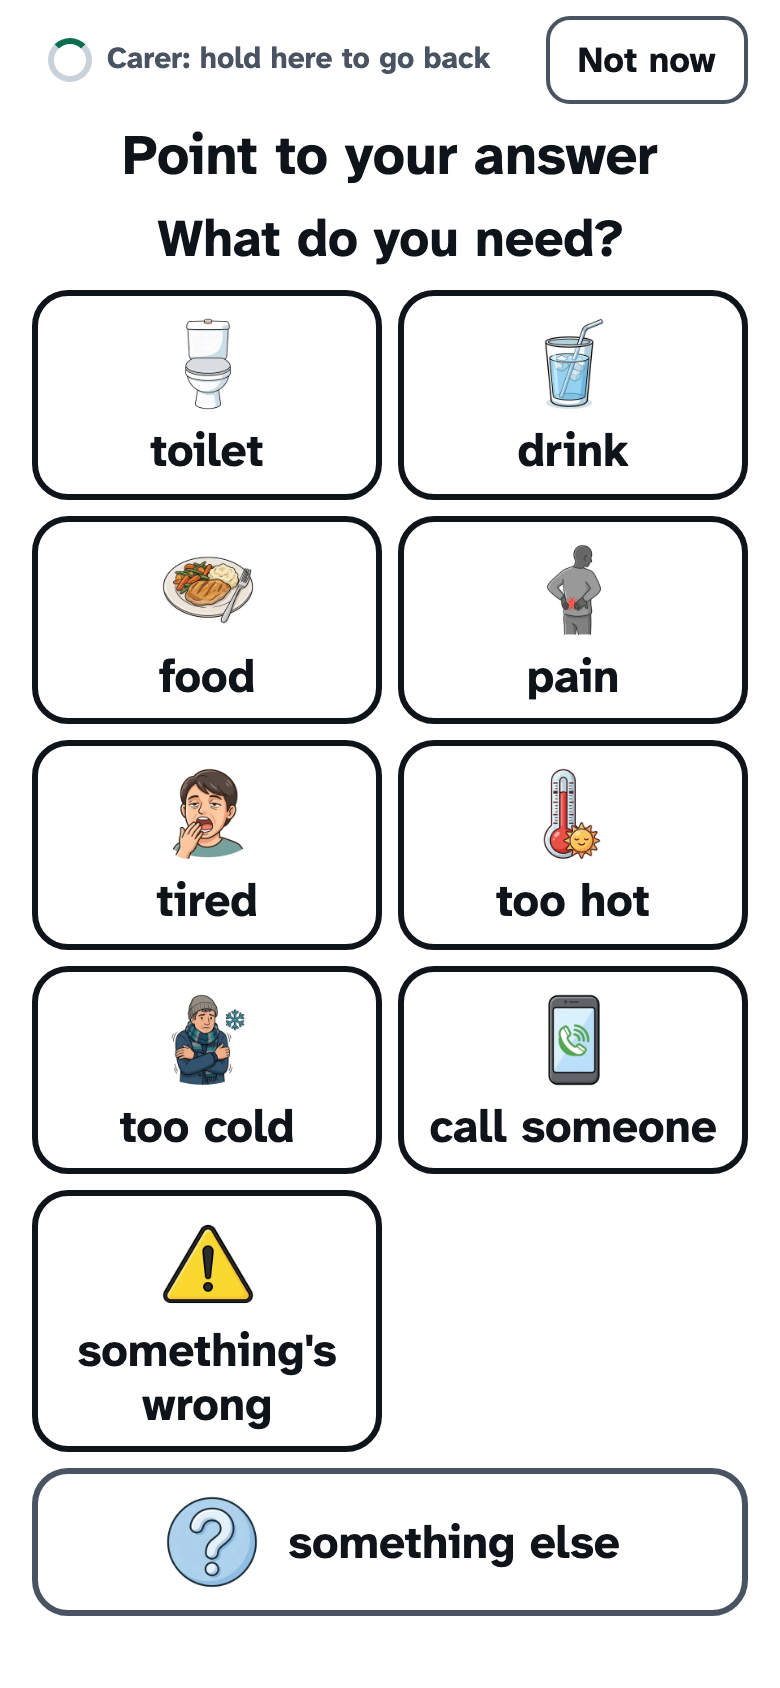 Carer: hold here to go back
Not now
Point to your answer
What do you need?
toilet
drink
food
pain
tired
too hot
too cold
call someone
something's
wrong
something else